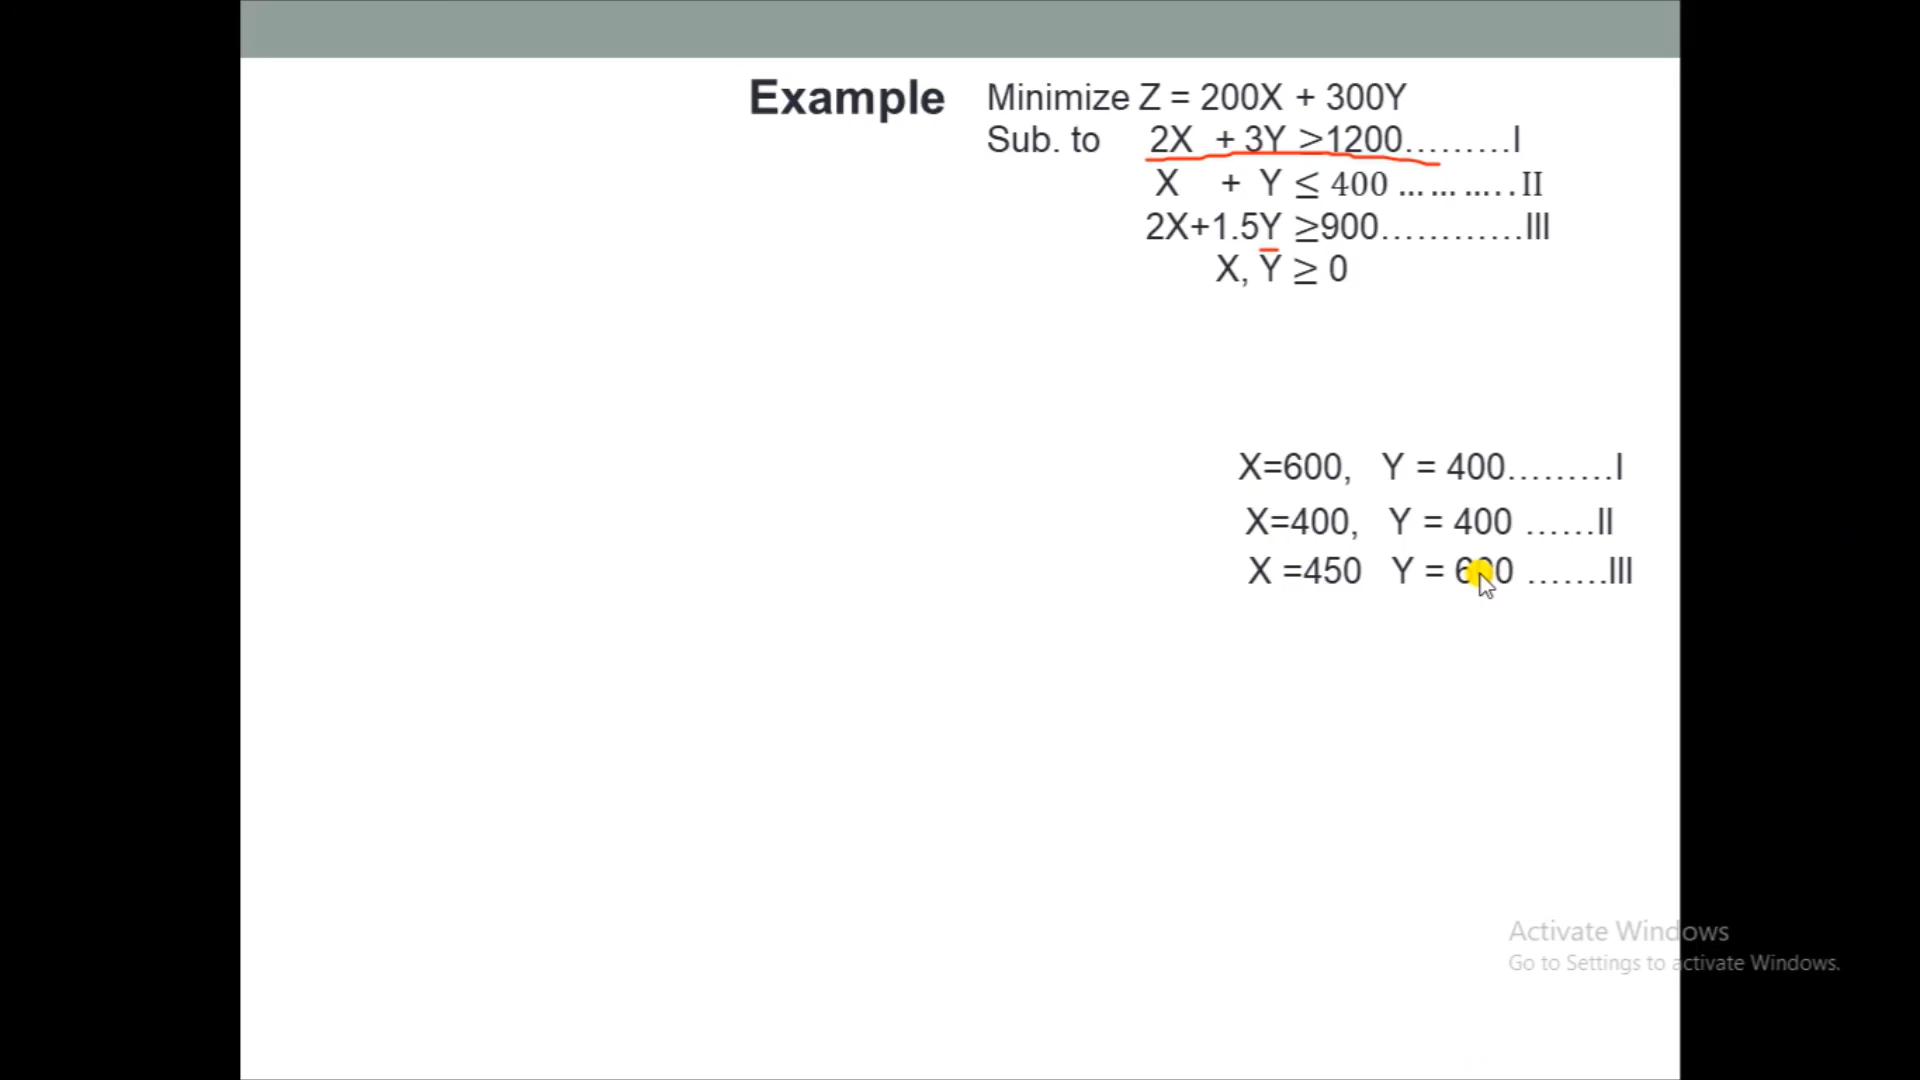 Example Minimize Z = 200X + 300Y
Sub. to 2X + 3Y ≥1200.........I
X + Y ≤ 400 ... ... ... . . II
2X+1.5Y ≥900............III
X, Y ≥ 0
X=600, Y = 400.........I
X=400, Y = 400 ......II
X =450 Y = 600 .......III
Activate Windows
Go to Settings to activate Windows.